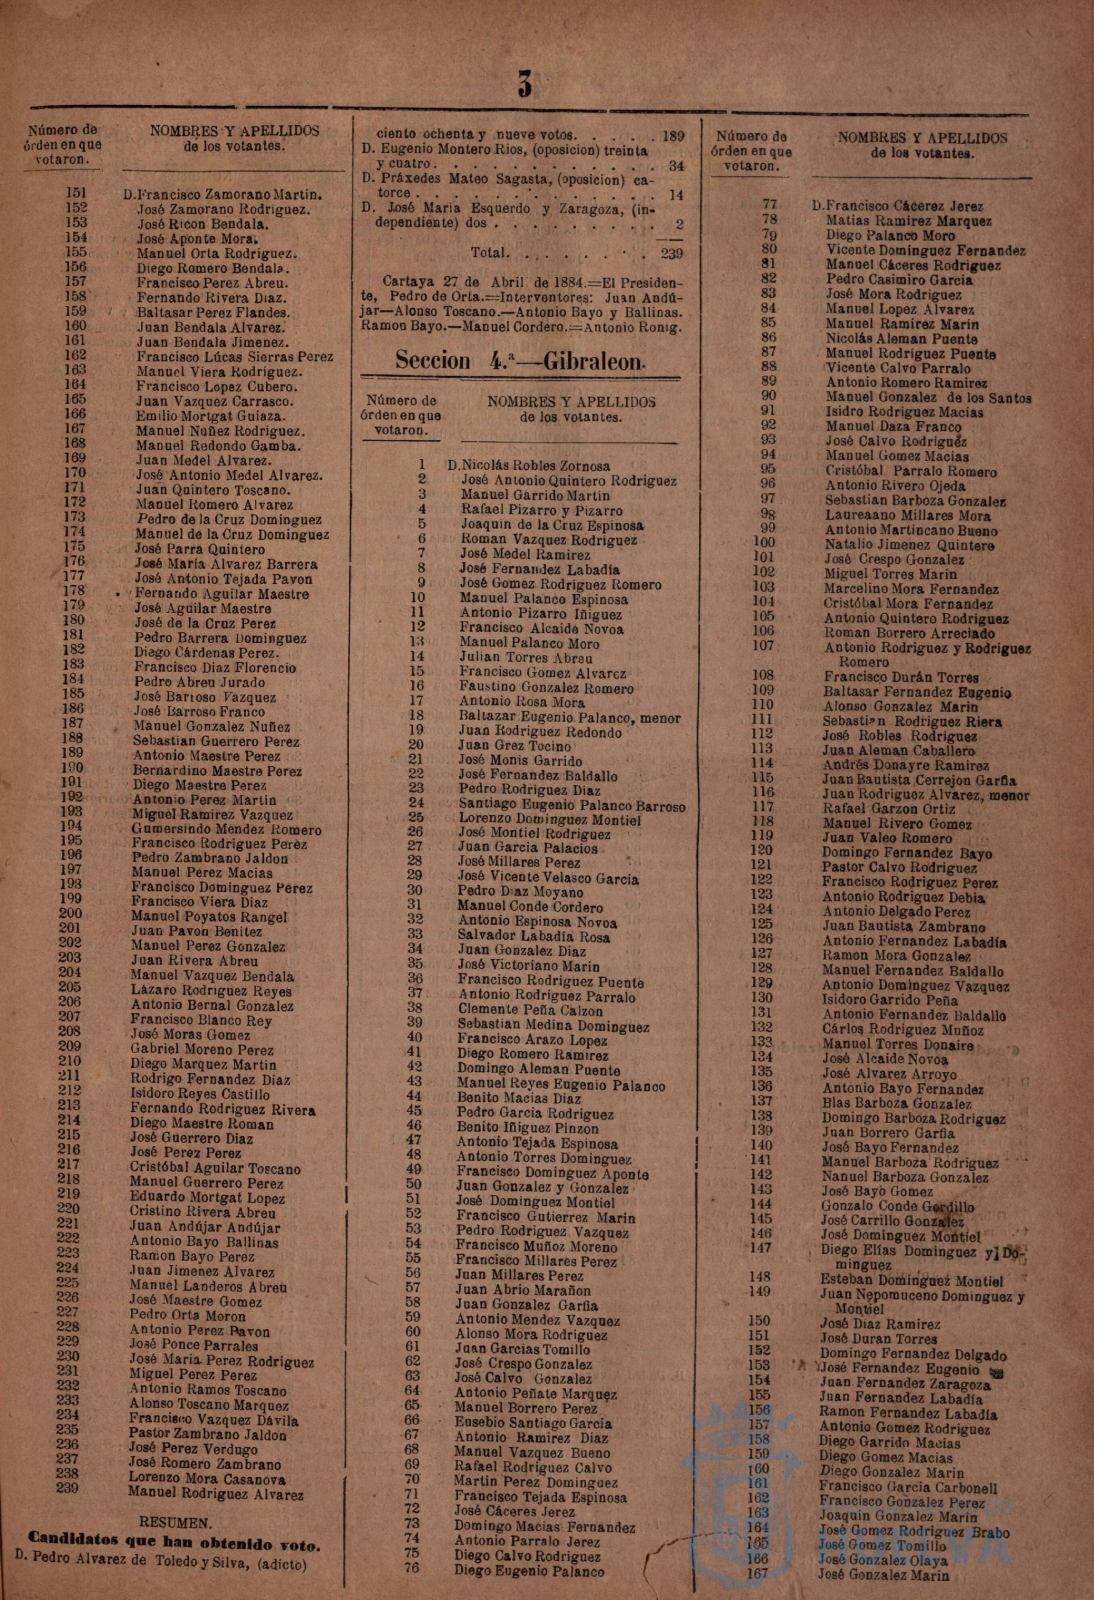 3
Número de
órden en que
votaron.
NOMBRES Y APELLIDOS
de los votantes.
151 D. Francisco Zamorano Martin.
152 José Zamorano Rodriguez.
153 José Ricon Bendala.
154 José Aponte Mora.
155 Manuel Orta Rodriguez.
156 Diego Romero Bendala.
157 Francisco Perez Abreu.
158 Fernando Rivera Diaz.
159 Baltasar Perez Flandes.
160 Juan Bendala Alvarez.
161 Juan Bendala Jimenez.
162 Francisco Lúcas Sierras Perez
163 Manuel Viera Rodriguez.
164 Francisco Lopez Cubero.
165 Juan Vazquez Carrasco.
166 Emilio Mortgat Guiaza.
167 Manuel Nuñez Rodriguez.
168 Manuel Redondo Gamba.
169 Juan Medel Alvarez.
170 José Antonio Medel Alvarez.
171 Juan Quintero Toscano.
172 Manuel Romero Alvarez
173 Pedro de la Cruz Dominguez
174 Manuel de la Cruz Dominguez
175 José Parra Quintero
176 José Maria Alvarez Barrera
177 José Antonio Tejada Pavon
178 Fernando Aguilar Maestre
179 José Aguilar Maestre
180 José de la Cruz Perez
181 Pedro Barrera Dominguez
182 Diego Cárdenas Perez.
183 Francisco Diaz Florencio
184 Pedro Abreu Jurado
185 José Barroso Vazquez
186 José Barroso Franco
187 Manuel Gonzalez Nuñez
188 Sebastian Guerrero Perez
189 Antonio Maestre Perez
190 Bernardino Maestre Perez
191 Diego Maestre Perez
192 Antonio Perez Martin
193 Miguel Ramirez Vazquez
194 Gumersindo Mendez Romero
195 Francisco Rodriguez Perez
196 Pedro Zambrano Jaldon
197 Manuel Perez Macias
198 Francisco Dominguez Perez
199 Francisco Viera Diaz
200 Manuel Poyatos Rangel
201 Juan Pavon Benitez
202 Manuel Perez Gonzalez
203 Juan Rivera Abreu
204 Manuel Vazquez Bendala
205 Lázaro Rodriguez Reyes
206 Antonio Bernal Gonzalez
207 Francisco Blanco Rey
208 José Moras Gomez
209 Gabriel Moreno Perez
210 Diego Marquez Martin
211 Rodrigo Fernandez Diaz
212 Isidoro Reyes Castillo
213 Fernando Rodriguez Rivera
214 Diego Maestre Roman
215 José Guerrero Diaz
216 José Perez Perez
217 Cristóbal Aguilar Toscano
218 Manuel Guerrero Perez
219 Eduardo Mortgat Lopez
220 Cristino Rivera Abreu
221 Juan Andújar Andújar
222 Antonio Bayo Ballinas
223 Ramon Bayo Perez
224 Juan Jimenez Alvarez
225 Manuel Landeros Abreu
226 José Maestre Gomez
227 Pedro Orta Moron
228 Antonio Perez Pavon
229 José Ponce Parrales
230 José Maria Perez Rodriguez
231 Miguel Perez Perez
232 Antonio Ramos Toscano
233 Alonso Toscano Marquez
234 Francisco Vazquez Dávila
235 Pastor Zambrano Jaldon
236 José Perez Verdugo
237 José Romero Zambrano
238 Lorenzo Mora Casanova
239 Manuel Rodriguez Alvarez
RESUMEN.
Candidatos que han obtenido voto.
D. Pedro Alvarez de Toledo y Silva, (adicto)
ciento ochenta y nueve votos. . . . . 189
D. Eugenio Montero Rios, (oposicion) treinta
y cuatro. . . . . . . . . . . . 34
D. Práxedes Mateo Sagasta, (oposicion) ca-
torce . . . . . . . . . . . . . 14
D. José Maria Esquerdo y Zaragoza, (in-
dependiente) dos . . . . . . . . . 2
Total. . . . . . . . 239
Cartaya 27 de Abril de 1884.=El Presiden-
te, Pedro de Orta.=Interventores: Juan Andú-
jar—Alonso Toscano.—Antonio Bayo y Ballinas.
Ramon Bayo.—Manuel Cordero.=Antonio Ronig.
Seccion 4.ª—Gibraleon.
Número de
órden en que
votaron.
NOMBRES Y APELLIDOS
de los votantes.
1 D. Nicolás Robles Zornosa
2 José Antonio Quintero Rodriguez
3 Manuel Garrido Martin
4 Rafael Pizarro y Pizarro
5 Joaquin de la Cruz Espinosa
6 Roman Vazquez Rodriguez
7 José Medel Ramirez
8 José Fernandez Labadía
9 José Gomez Rodriguez Romero
10 Manuel Palanco Espinosa
11 Antonio Pizarro Iñiguez
12 Francisco Alcaide Novoa
13 Manuel Palanco Moro
14 Julian Torres Abreu
15 Francisco Gomez Alvarez
16 Faustino Gonzalez Romero
17 Antonio Rosa Mora
18 Baltazar Eugenio Palanco, menor
19 Juan Rodriguez Redondo
20 Juan Grez Tocino
21 José Monis Garrido
22 José Fernandez Baldallo
23 Pedro Rodriguez Diaz
24 Santiago Eugenio Palanco Barroso
25 Lorenzo Dominguez Montiel
26 José Montiel Rodriguez
27 Juan Garcia Palacios
28 José Millares Perez
29 José Vicente Velasco Garcia
30 Pedro Diaz Moyano
31 Manuel Conde Cordero
32 Antonio Espinosa Novoa
33 Salvador Labadía Rosa
34 Juan Gonzalez Diaz
35 José Victoriano Marin
36 Francisco Rodriguez Puente
37 Antonio Rodriguez Parralo
38 Clemente Peña Calzon
39 Sebastian Medina Dominguez
40 Francisco Arazo Lopez
41 Diego Romero Ramirez
42 Domingo Aleman Puente
43 Manuel Reyes Eugenio Palanco
44 Benito Macias Diaz
45 Pedro Garcia Rodriguez
46 Benito Iñiguez Pinzon
47 Antonio Tejada Espinosa
48 Antonio Torres Dominguez
49 Francisco Dominguez Aponte
50 Juan Gonzalez y Gonzalez
51 José Dominguez Montiel
52 Francisco Gutierrez Marin
53 Pedro Rodriguez Vazquez
54 Francisco Muñoz Moreno
55 Francisco Millares Perez
56 Juan Millares Perez
57 Juan Abrio Marañon
58 Juan Gonzalez Garfia
59 Antonio Mendez Vazquez
60 Alonso Mora Rodriguez
61 Juan Garcias Tomillo
62 José Crespo Gonzalez
63 José Calvo Gonzalez
64 Antonio Peñate Marquez
65 Manuel Borrero Perez
66 Eusebio Santiago Garcia
67 Antonio Ramirez Diaz
68 Manuel Vazquez Bueno
69 Rafael Rodriguez Calvo
70 Martin Perez Dominguez
71 Francisco Tejada Espinosa
72 José Cáceres Jerez
73 Domingo Macias Fernandez
74 Antonio Parralo Jerez
75 Diego Calvo Rodriguez
76 Diego Eugenio Palanco
Número de
órden en que
votaron.
NOMBRES Y APELLIDOS
de los votantes.
77 D. Francisco Cácerez Jerez
78 Matias Ramirez Marquez
79 Diego Palanco Moro
80 Vicente Dominguez Fernandez
81 Manuel Cáceres Rodriguez
82 Pedro Casimiro Garcia
83 José Mora Rodriguez
84 Manuel Lopez Alvarez
85 Manuel Ramirez Marin
86 Nicolás Aleman Puente
87 Manuel Rodriguez Puente
88 Vicente Calvo Parralo
89 Antonio Romero Ramirez
90 Manuel Gonzalez de los Santos
91 Isidro Rodriguez Macias
92 Manuel Daza Franco
93 José Calvo Rodriguez
94 Manuel Gomez Macias
95 Cristóbal Parralo Romero
96 Antonio Rivero Ojeda
97 Sebastian Barboza Gonzalez
98 Laureaano Millares Mora
99 Antonio Martincano Bueno
100 Natalio Jimenez Quintero
101 José Crespo Gonzalez
102 Miguel Torres Marin
103 Marcelino Mora Fernandez
104 Cristóbal Mora Fernandez
105 Antonio Quintero Rodriguez
106 Roman Borrero Arreciado
107 Antonio Rodriguez y Rodriguez
Romero
108 Francisco Durán Torres
109 Baltasar Fernandez Eugenio
110 Alonso Gonzalez Marin
111 Sebastian Rodriguez Riera
112 José Robles Rodriguez
113 Juan Aleman Caballero
114 Andrés Donayre Ramirez
115 Juan Bautista Cerrejon Garfia
116 Juan Rodriguez Alvarez, menor
117 Rafael Garzon Ortiz
118 Manuel Rivero Gomez
119 Juan Valeo Romero
120 Domingo Fernandez Bayo
121 Pastor Calvo Rodriguez
122 Francisco Rodriguez Perez
123 Antonio Rodriguez Debia
124 Antonio Delgado Perez
125 Juan Bautista Zambrano
126 Antonio Fernandez Labadía
127 Ramon Mora Gonzalez
128 Manuel Fernandez Baldallo
129 Antonio Dominguez Vazquez
130 Isidoro Garrido Peña
131 Antonio Fernandez Baldallo
132 Cárlos Rodriguez Muñoz
133 Manuel Torres Donaire
134 José Alcaide Novoa
135 José Alvarez Arroyo
136 Antonio Bayo Fernandez
137 Blas Barboza Gonzalez
138 Domingo Barboza Rodriguez
139 Juan Borrero Garfia
140 José Bayo Fernandez
141 Manuel Barboza Rodriguez
142 Nanuel Barboza Gonzalez
143 José Bayo Gomez
144 Gonzalo Conde Gordillo
145 José Carrillo Gonzalez
146 José Dominguez Montiel
147 Diego Elías Dominguez y Do-
minguez
148 Esteban Dominguez Montiel
149 Juan Nepomuceno Dominguez y
Montiel
150 José Diaz Ramirez
151 José Duran Torres
152 Domingo Fernandez Delgado
153 José Fernandez Eugenio
154 Juan Fernandez Zaragoza
155 Juan Fernandez Labadía
156 Ramon Fernandez Labadía
157 Antonio Gomez Rodriguez
158 Diego Garrido Macias
159 Diego Gomez Macias
160 Diego Gonzalez Marin
161 Francisco Garcia Carbonell
162 Francisco Gonzalez Perez
163 Joaquin Gonzalez Marin
164 José Gomez Rodriguez Brabo
165 José Gomez Tomillo
166 José Gonzalez Olaya
167 José Gonzalez Marin